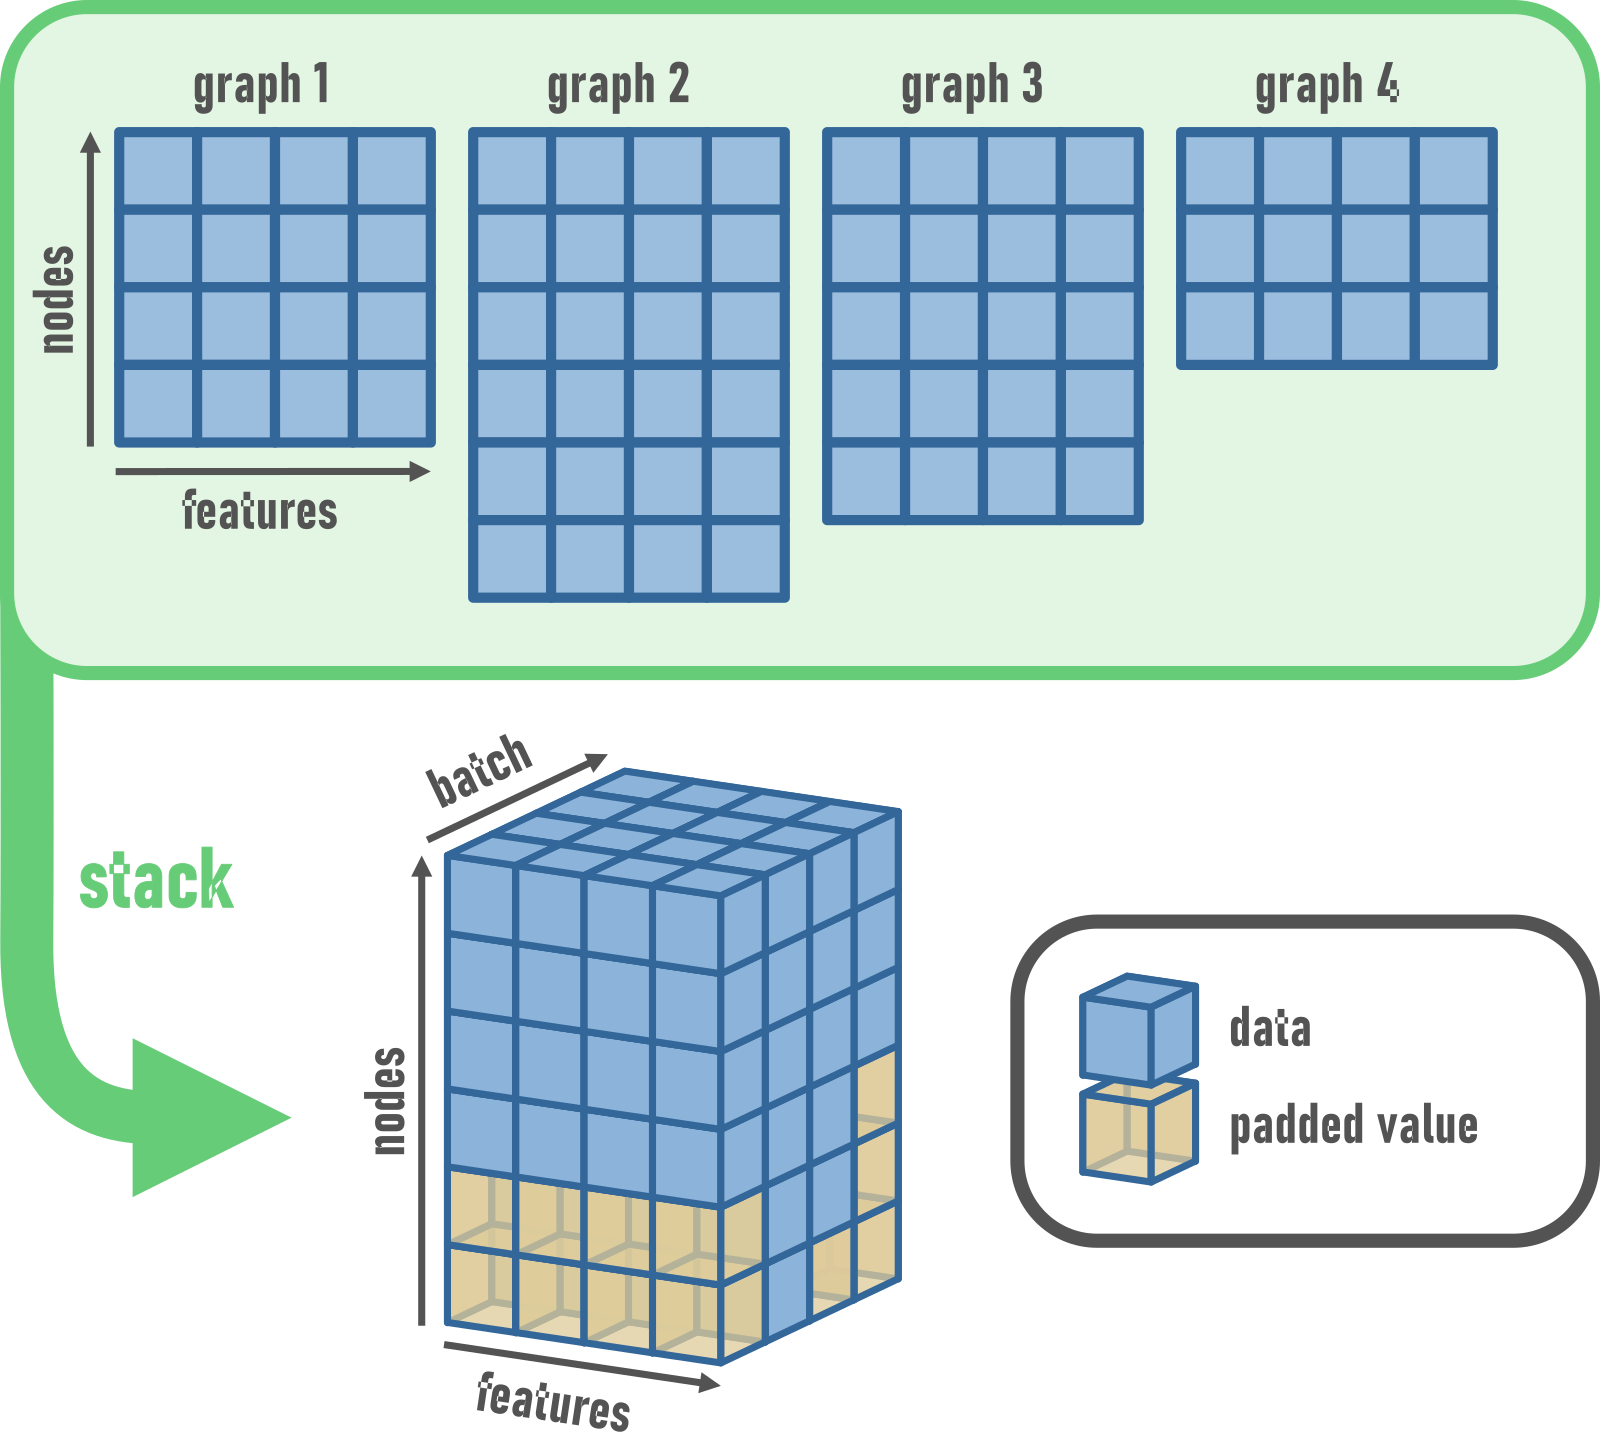 graph 1
graph 2
graph 3
graph 4
nodes
features
batch
stack
nodes
features
data
padded value